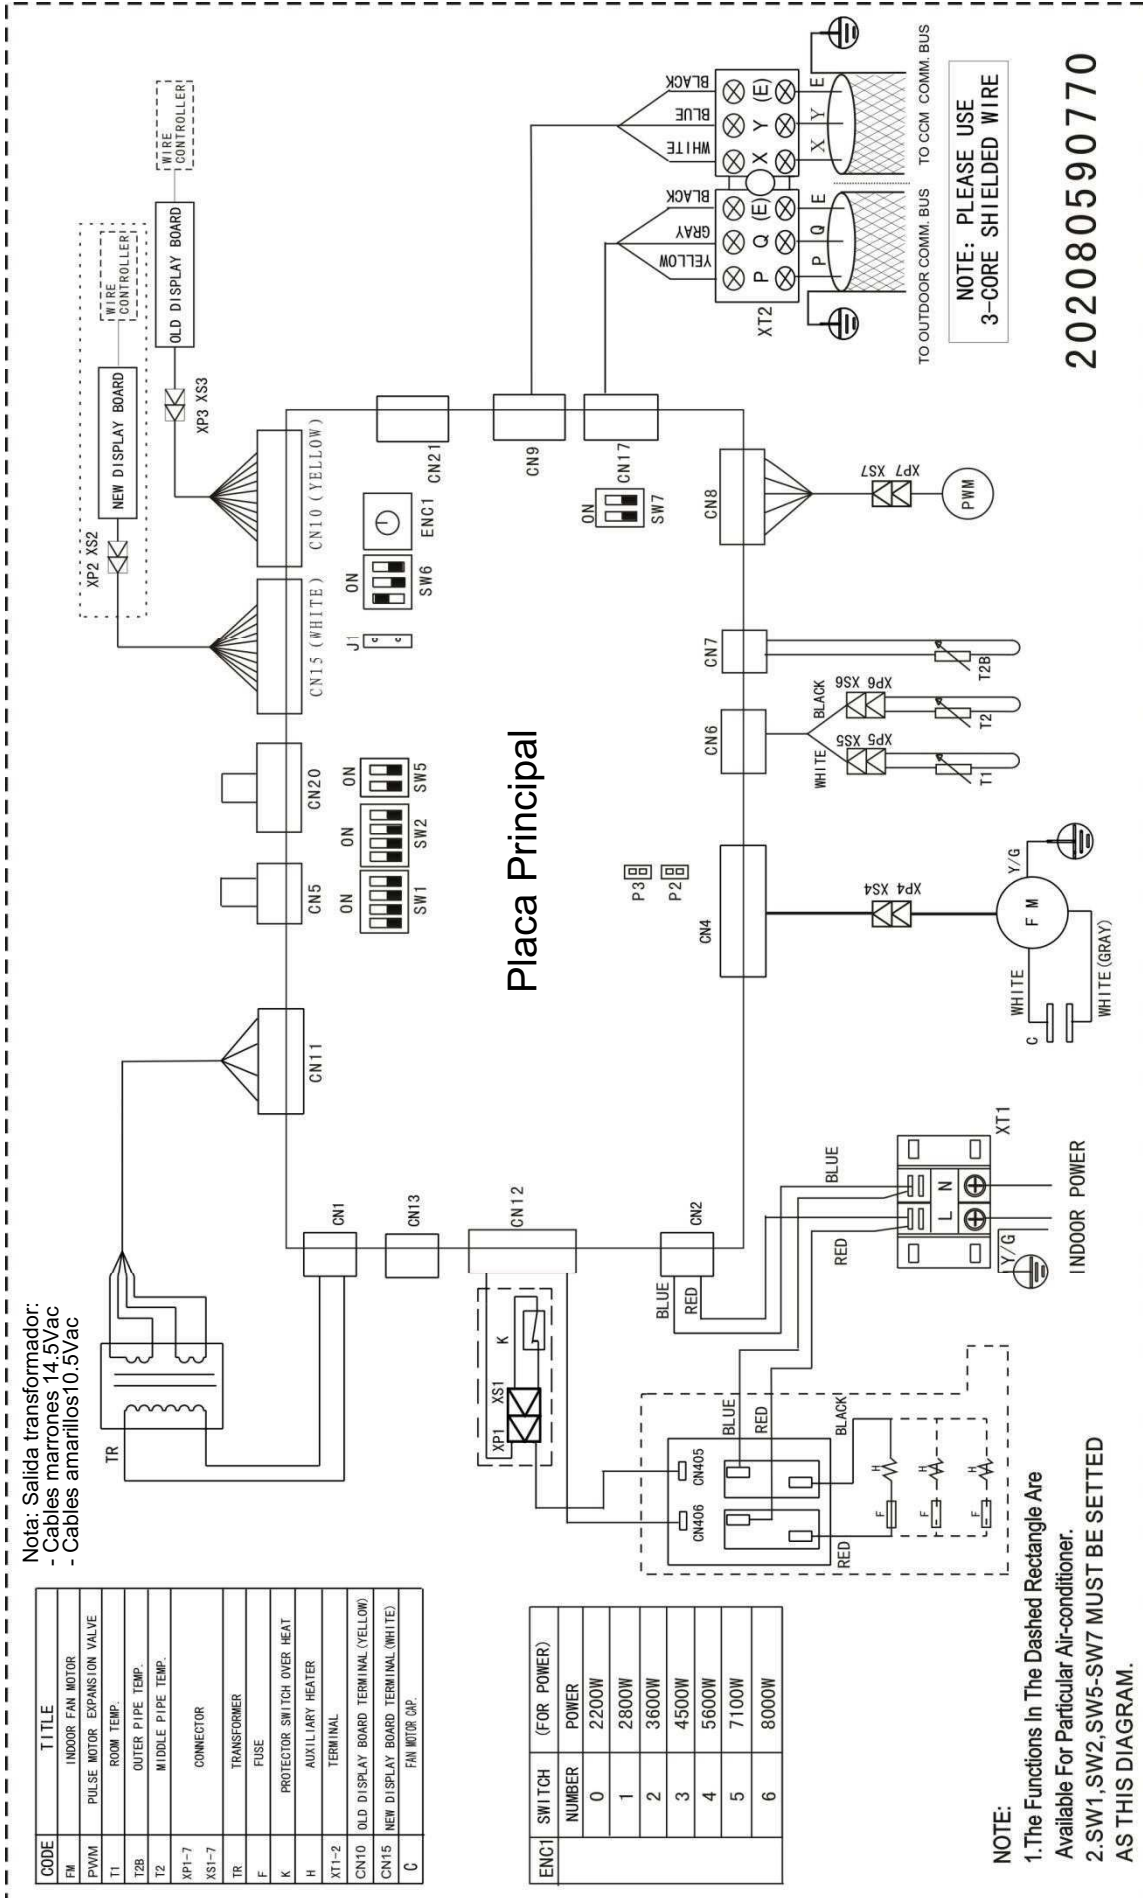 Nota: Salida transformador:
- Cables marrones 14.5Vac
- Cables amarillos10.5Vac
TR
CODE TITLE
FM INDOOR FAN MOTOR
PWM PULSE MOTOR EXPANSION VALVE
T1 ROOM TEMP.
T2B OUTER PIPE TEMP.
T2 MIDDLE PIPE TEMP.
XP1-7
XS1-7 CONNECTOR
TR TRANSFORMER
F FUSE
K PROTECTOR SWITCH OVER HEAT
H AUXILIARY HEATER
XT1-2 TERMINAL
CN10 OLD DISPLAY BOARD TERMINAL(YELLOW)
CN15 NEW DISPLAY BOARD TERMINAL(WHITE)
C FAN MOTOR CAP.
ENC1 SWITCH (FOR POWER)
NUMBER POWER
0 2200W
1 2800W
2 3600W
3 4500W
4 5600W
5 7100W
6 8000W
NOTE:
1.The Functions In The Dashed Rectangle Are
Available For Particular Air-conditioner.
2.SW1,SW2,SW5-SW7 MUST BE SETTED
AS THIS DIAGRAM.
CN11
CN5
CN20
CN15 (WHITE)
CN10 (YELLOW)
XP2 XS2
NEW DISPLAY BOARD
WIRE
CONTROLLER
XP3 XS3
OLD DISPLAY BOARD
WIRE
CONTROLLER
ON
SW1
ON
SW2
ON
SW5
J1
ON
SW6
ENC1
CN21
CN1
CN13
CN12
CN2
Placa Principal
CN9
CN17
ON
SW7
P3
P2
CN4
CN6
CN7
CN8
XP1 XS1
K
BLUE
RED
CN406
CN405
BLUE
RED
BLACK
RED
F
H
F
H
F
H
BLUE
RED
L N
XT1
Y/G
INDOOR POWER
XS4 XP4
F M
Y/G
WHITE
C
WHITE(GRAY)
WHITE
BLACK
XS5 XP5
XS6 XP6
T1
T2
T2B
XS7 XP7
PWM
YELLOW
GRAY
BLACK
WHITE
BLUE
BLACK
XT2
P Q (E) X Y (E)
P Q E X Y E
TO OUTDOOR COMM. BUS
TO CCM COMM. BUS
NOTE: PLEASE USE
3-CORE SHIELDED WIRE
202080590770